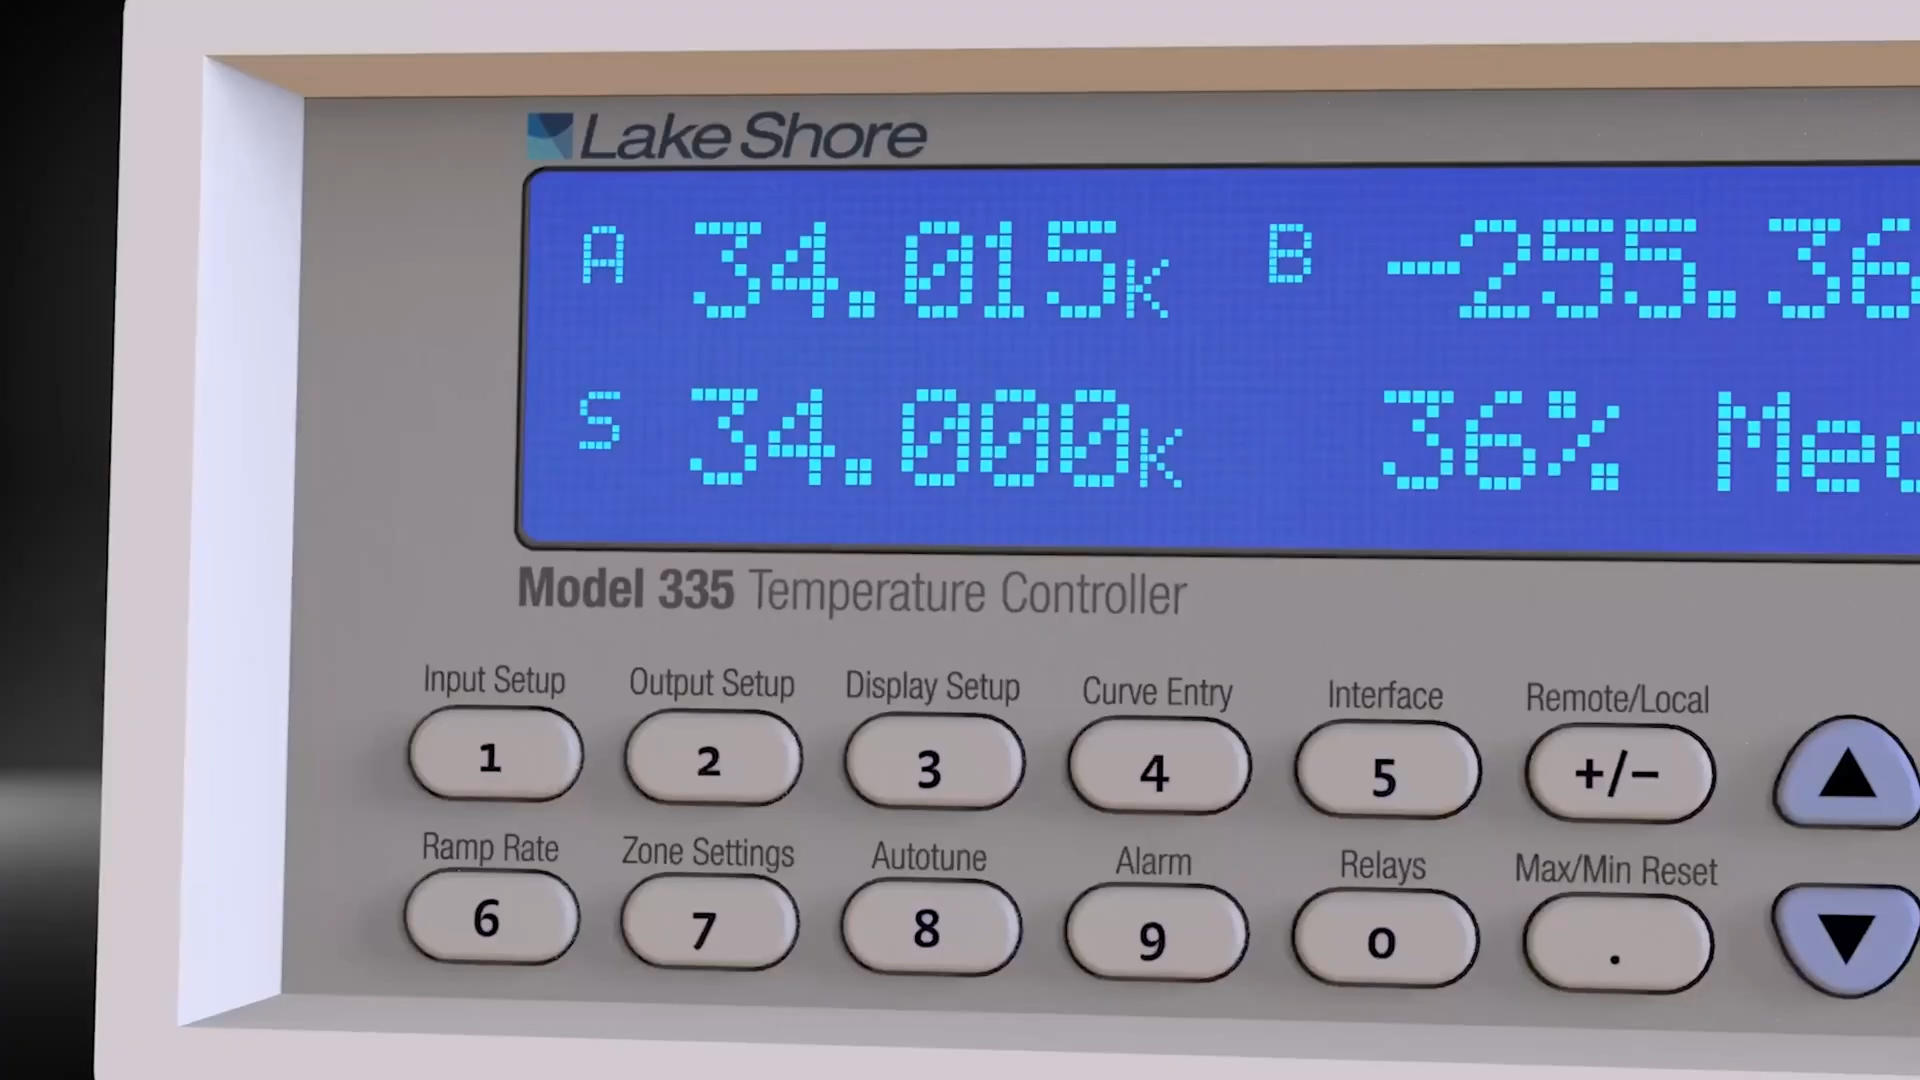 Lake Shore
A 34.015K B -255.36
S 34.000K 36% Med
Model 335 Temperature Controller
Input Setup Output Setup Display Setup Curve Entry Interface Remote/Local
1 2 3 4 5 +/-
Ramp Rate Zone Settings Autotune Alarm Relays Max/Min Reset
6 7 8 9 0 .